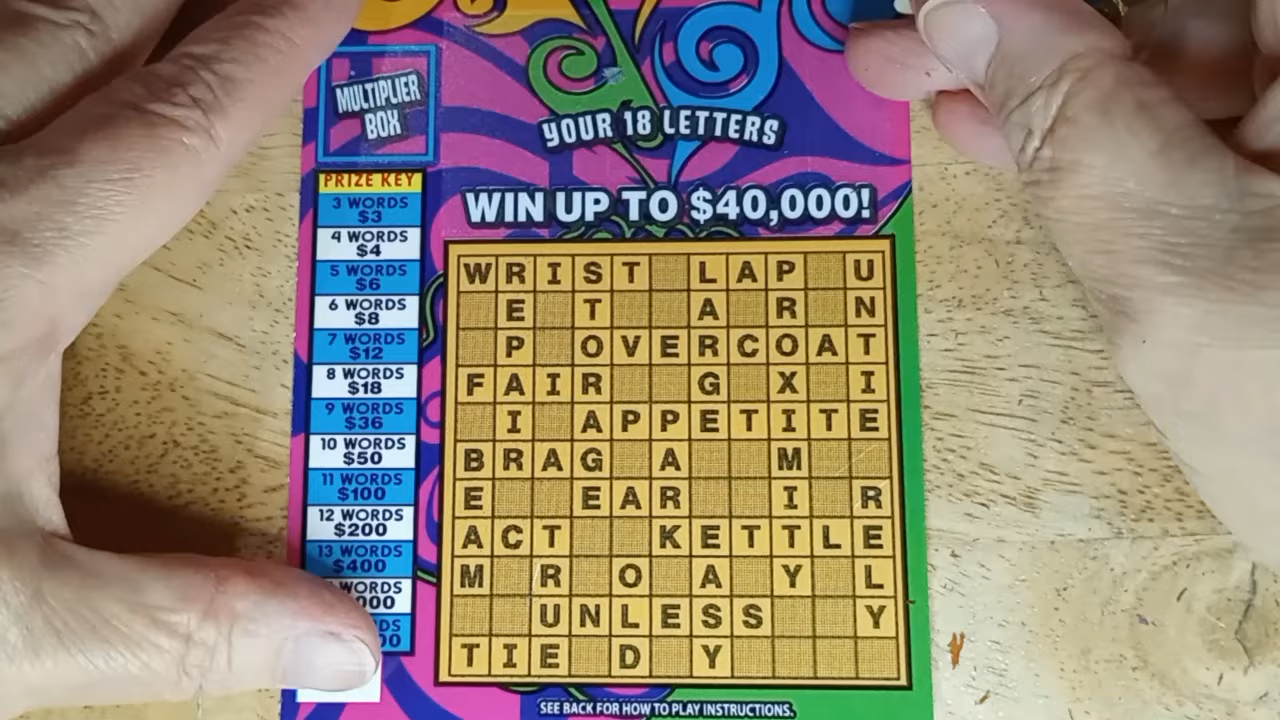 MULTIPLIER
BOX
YOUR 18 LETTERS
WIN UP TO $40,000!
PRIZE KEY
3 WORDS
$3
4 WORDS
$4
5 WORDS
$6
6 WORDS
$8
7 WORDS
$12
8 WORDS
$18
9 WORDS
$36
10 WORDS
$50
11 WORDS
$100
12 WORDS
$200
13 WORDS
$400
WORDS
W R I S T L A P U
E T A R N
P O V E R C O A T
F A I R G X I
I A P P E T I T E
B R A G A M
E E A R I R
A C T K E T T L E
M R O A Y L
U N L E S S Y
T I E D Y
SEE BACK FOR HOW TO PLAY INSTRUCTIONS.